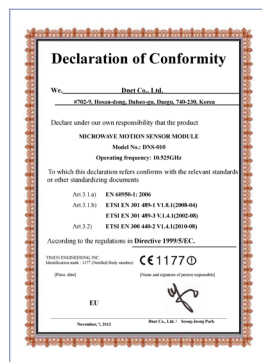 Declaration of Conformity
We, Dnet Co., Ltd.
#702-9, Hosan-dong, Dalseo-gu, Daegu, 740-230, Korea
Declare under our own responsibility that the product
MICROWAVE MOTION SENSOR MODULE
Model No.: DNS-010
Operating frequency: 10.525GHz
To which this declaration refers conforms with the relevant standards
or other standardizing documents
Art.3.1.a) EN 60950-1: 2006
Art.3.1.b) ETSI EN 301 489-1 V1.8.1(2008-04)
ETSI EN 301 489-3 V.1.4.1(2002-08)
Art.3.2) ETSI EN 300 440-2 V1.4.1(2010-08)
According to the regulations in Directive 1999/5/EC.
TIMCO ENGINEERING INC.
Identification mark : 1177 (Notified Body number)
CE1177
[Place, date] [Name and signature of person responsible)
EU
November, 7, 2012 Dnet Co., Ltd. / Seong-Jeong Park